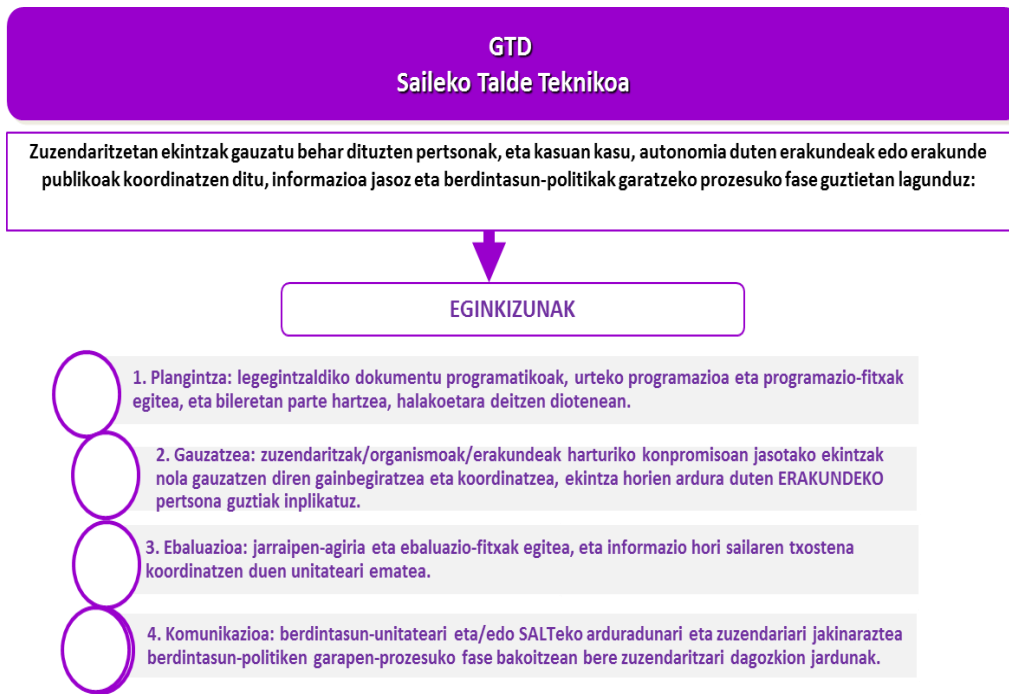 GTD
Saileko Talde Teknikoa
Zuzendaritzetan ekintzak gauzatu behar dituzten pertsonak, eta kasuan kasu, autonomia duten erakundeak edo erakunde
publikoak koordinatzen ditu, informazioa jasoz eta berdintasun-politikak garatzeko prozesuko fase guztietan lagunduz:
EGINKIZUNAK
1. Plangintza: legegintzaldiko dokumentu programatikoak, urteko programazioa eta programazio-fitxak
egitea, eta bileretan parte hartzea, halakoetara deitzen diotenean.
2. Gauzatzea: zuzendaritzak/organismoak/erakundeak harturiko konpromisoan jasotako ekintzak
nola gauzatzen diren gainbegiratzea eta koordinatzea, ekintza horien ardura duten ERAKUNDEKO
pertsona guztiak inplikatuz.
3. Ebaluazioa: jarraipen-agiria eta ebaluazio-fitxak egitea, eta informazio hori sailaren txostena
koordinatzen duen unitateari ematea.
4. Komunikazioa: berdintasun-unitateari eta/edo SALTeko arduradunari eta zuzendariari jakinaraztea
berdintasun-politiken garapen-prozesuko fase bakoitzean bere zuzendaritzari dagozkion jardunak.